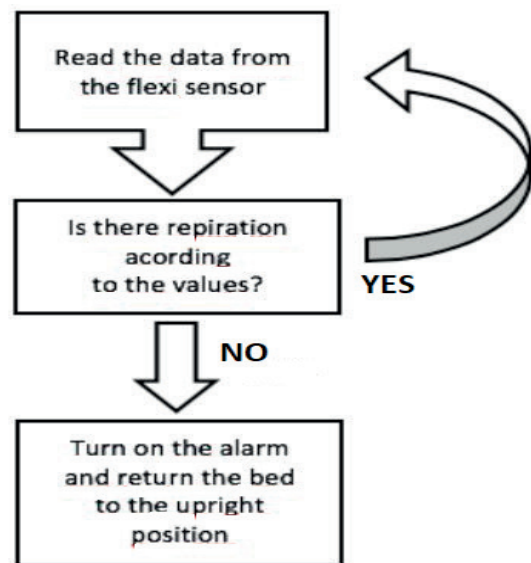 Read the data from
the flexi sensor
Is there repiration
acording
to the values?
YES
NO
Turn on the alarm
and return the bed
to the upright
position